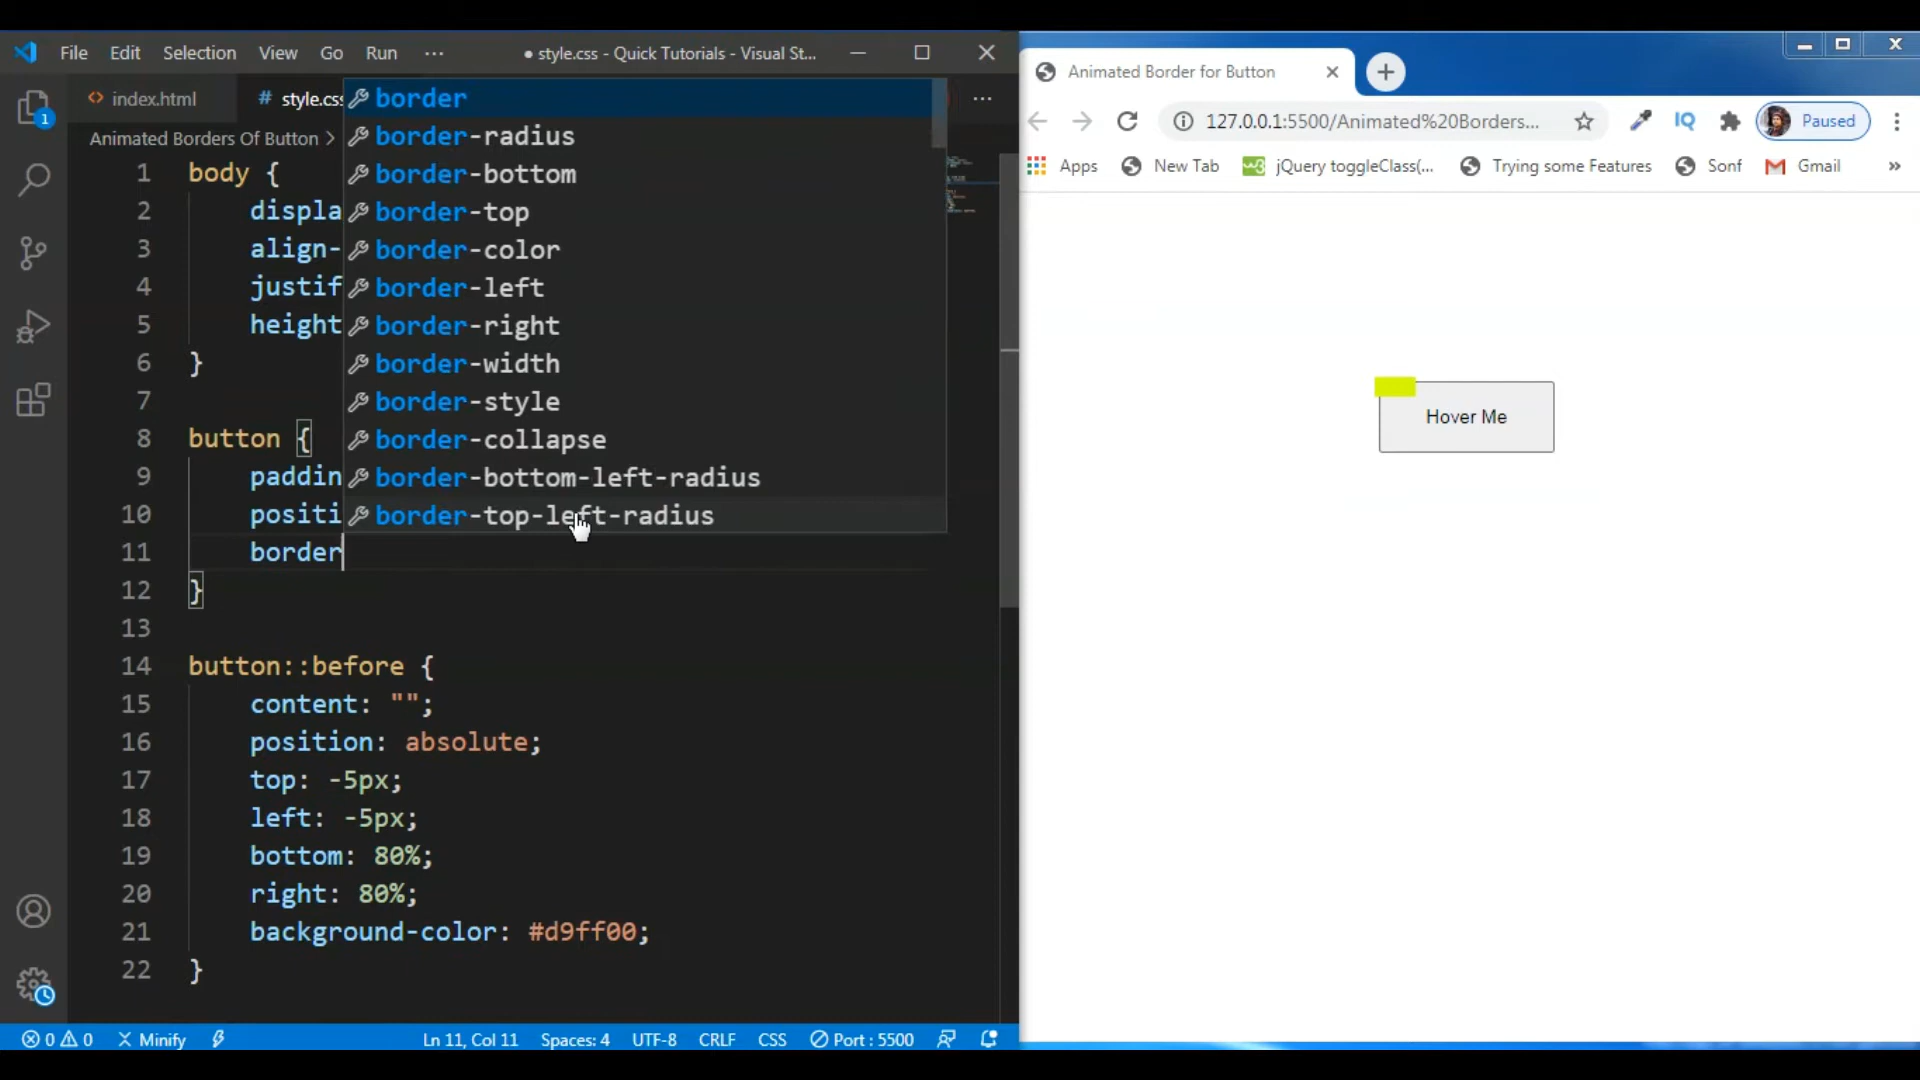 File Edit Selection View Go Run ···
● style.css - Quick Tutorials - Visual St...
index.html
# style.css
···
Animated Borders Of Button >
border
border-radius
border-bottom
border-top
border-color
border-left
border-right
border-width
border-style
border-collapse
border-bottom-left-radius
border-top-left-radius
1 body {
2 displa
3 align-
4 justif
5 height
6 }
7
8 button {
9 paddin
10 positi
11 border
12 }
13
14 button::before {
15 content: "";
16 position: absolute;
17 top: -5px;
18 left: -5px;
19 bottom: 80%;
20 right: 80%;
21 background-color: #d9ff00;
22 }
1
0 0 Minify Ln 11, Col 11 Spaces: 4 UTF-8 CRLF CSS Port : 5500
Animated Border for Button
127.0.0.1:5500/Animated%20Borders...
IQ
Paused
Apps New Tab jQuery toggleClass(... Trying some Features Sonf Gmail »
Hover Me